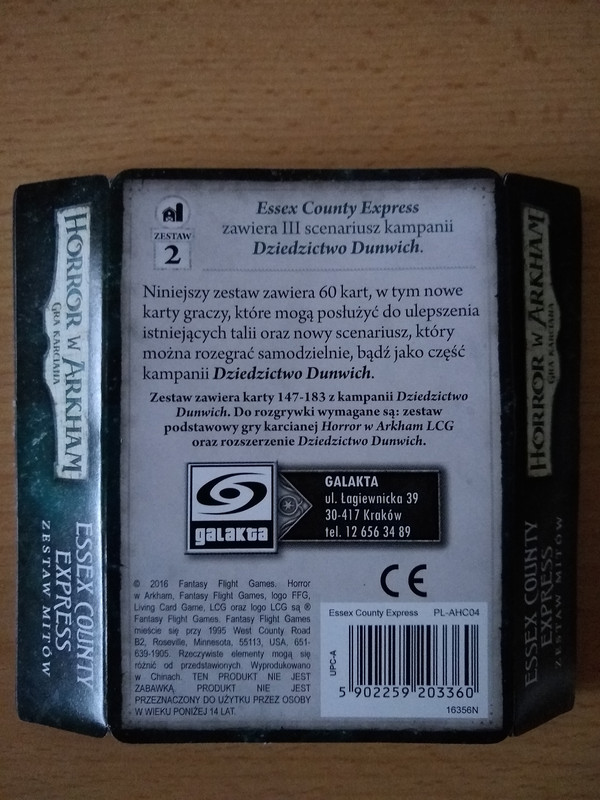 HORROR W ARKHAM
GRA KARCIANA
ESSEX COUNTY
EXPRESS
ZESTAW MITÓW
ZESTAW
2
Essex County Express
zawiera III scenariusz kampanii
Dziedzictwo Dunwich.
Niniejszy zestaw zawiera 60 kart, w tym nowe
karty graczy, które mogą posłużyć do ulepszenia
istniejących talii oraz nowy scenariusz, który
można rozegrać samodzielnie, bądź jako część
kampanii Dziedzictwo Dunwich.
Zestaw zawiera karty 147-183 z kampanii Dziedzictwo
Dunwich. Do rozgrywki wymagane są: zestaw
podstawowy gry karcianej Horror w Arkham LCG
oraz rozszerzenie Dziedzictwo Dunwich.
galakta
GALAKTA
ul. Łagiewnicka 39
30-417 Kraków
tel. 12 656 34 89
CE
© 2016 Fantasy Flight Games. Horror
w Arkham, Fantasy Flight Games, logo FFG,
Living Card Game, LCG oraz logo LCG są ®
Fantasy Flight Games. Fantasy Flight Games
mieście się przy 1995 West County Road
B2, Roseville, Minnesota, 55113, USA, 651-
639-1905. Rzeczywiste elementy mogą się
różnić od przedstawionych. Wyprodukowano
w Chinach. TEN PRODUKT NIE JEST
ZABAWKĄ. PRODUKT NIE JEST
PRZEZNACZONY DO UŻYTKU PRZEZ OSOBY
W WIEKU PONIŻEJ 14 LAT.
Essex County Express PL-AHC04
UPC-A
5 902259 203360
16356N
HORROR W ARKHAM
GRA KARCIANA
ESSEX COUNTY
EXPRESS
ZESTAW MITÓW